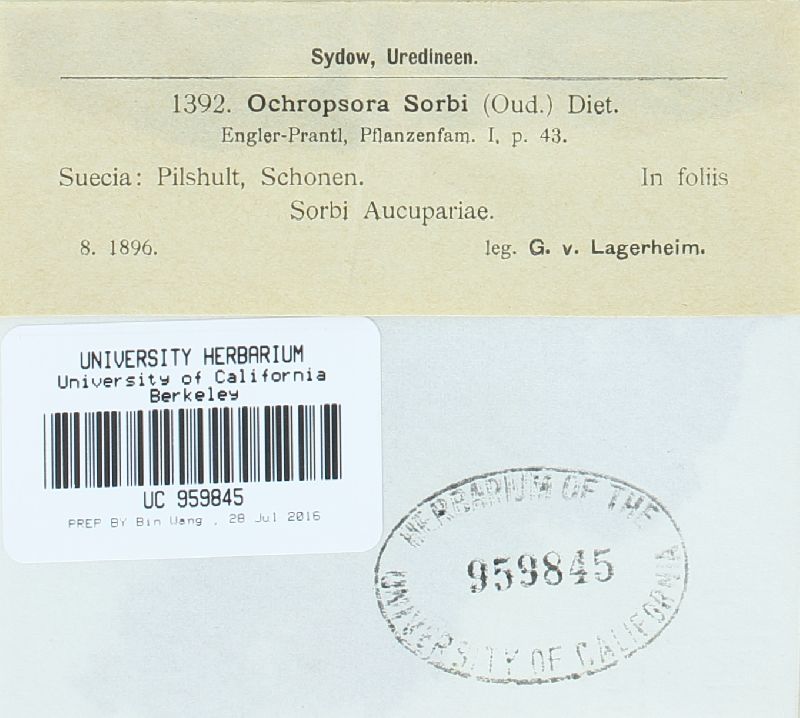 Sydow, Uredineen.
1392. Ochropsora Sorbi (Oud.) Diet.
Engler-Prantl, Pflanzenfam. I, p. 43.
Suecia: Pilshult, Schonen. In foliis
Sorbi Aucupariae.
8. 1896. leg. G. v. Lagerheim.
UNIVERSITY HERBARIUM
University of California
Berkeley
UC 959845
PREP BY Bin Wang . 28 Jul 2016
HERBARIUM OF THE
959845
UNIVERSITY OF CALIFORNIA